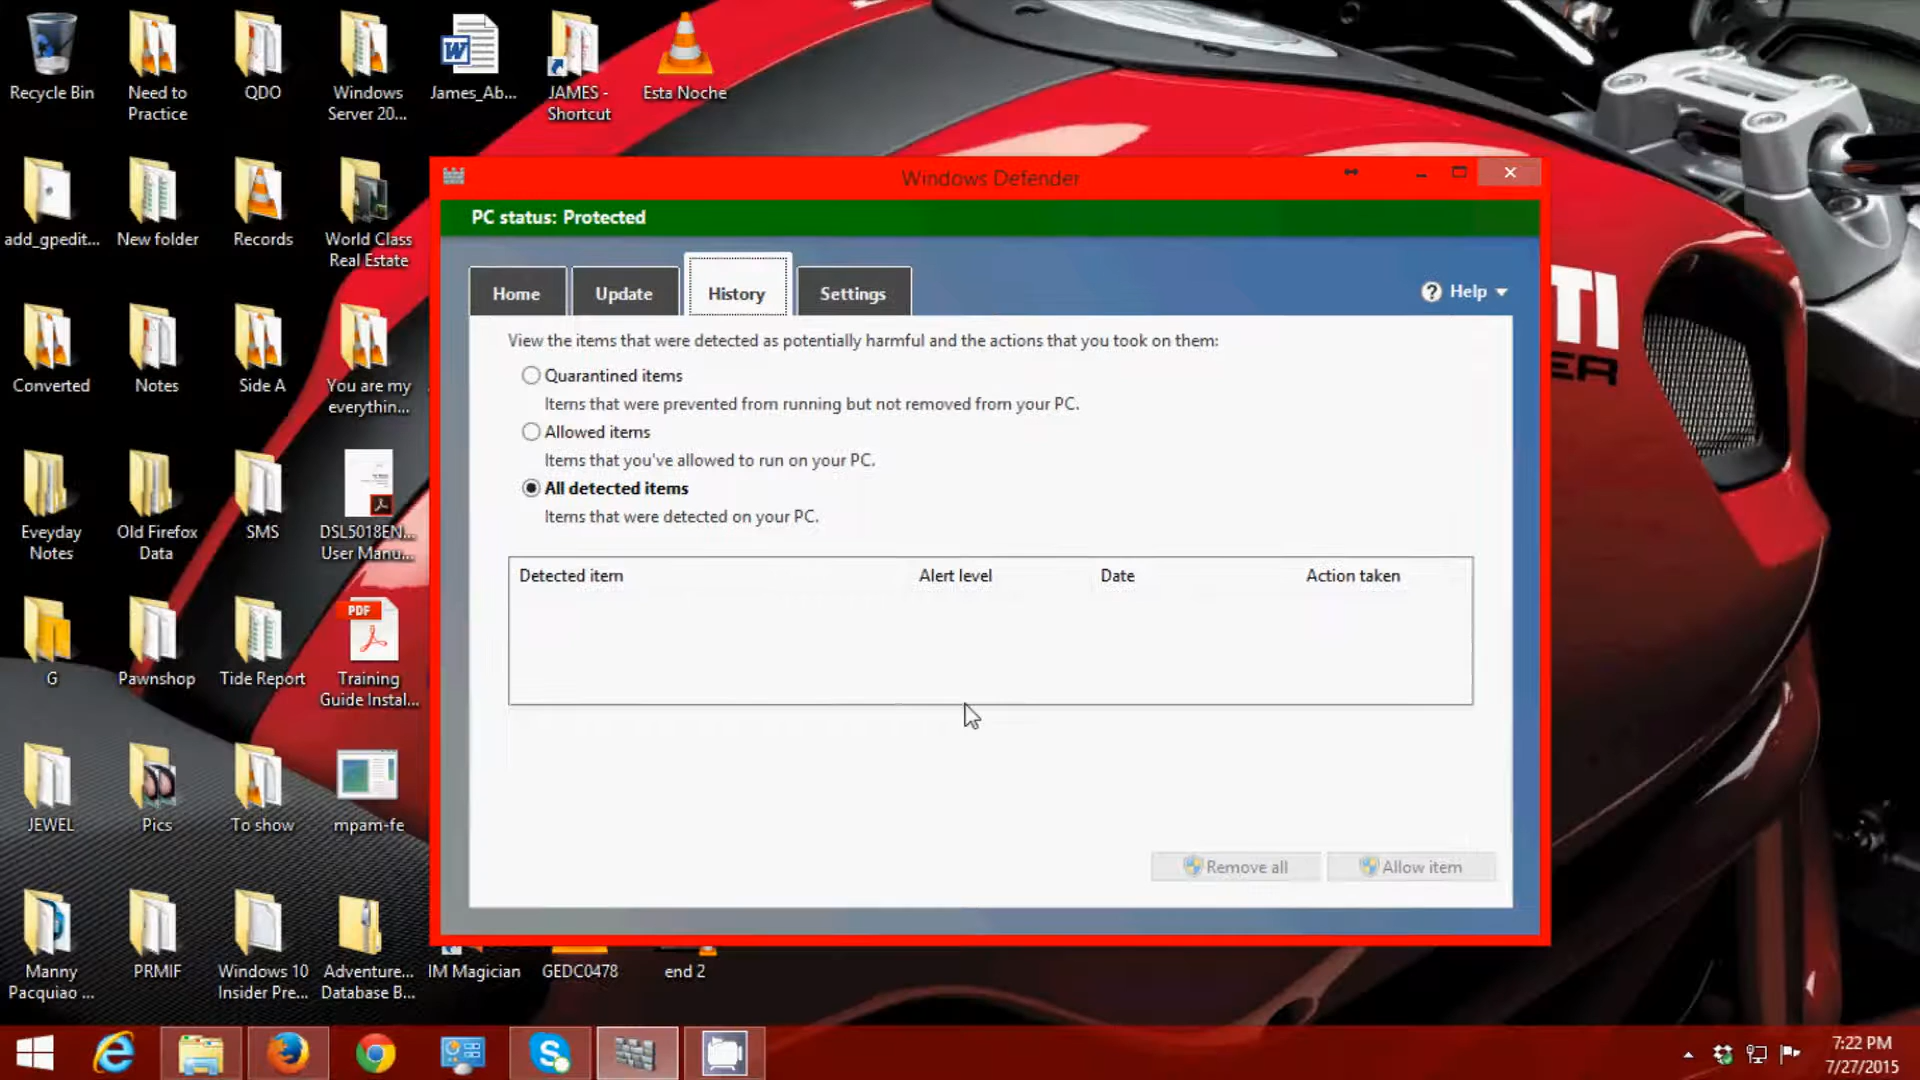 Recycle Bin
Need to
Practice
QDO
Windows
Server 20...
James_Ab...
JAMES -
Shortcut
Esta Noche
add_gpedit...
New folder
Records
World Class
Real Estate
Converted
Notes
Side A
You are my
everythin...
Eveyday
Notes
Old Firefox
Data
SMS
DSL5018EN...
User Manu...
G
Pawnshop
Tide Report
PDF
Training
Guide Instal...
JEWEL
Pics
To show
mpam-fe
Manny
Pacquiao ...
PRMIF
Windows 10
Insider Pre...
Adventure...
Database B...
IM Magician
GEDC0478
end 2
Windows Defender
PC status: Protected
Home
Update
History
Settings
Help
View the items that were detected as potentially harmful and the actions that you took on them:
Quarantined items
Items that were prevented from running but not removed from your PC.
Allowed items
Items that you've allowed to run on your PC.
All detected items
Items that were detected on your PC.
Detected item Alert level Date Action taken
Remove all
Allow item
7:22 PM
7/27/2015